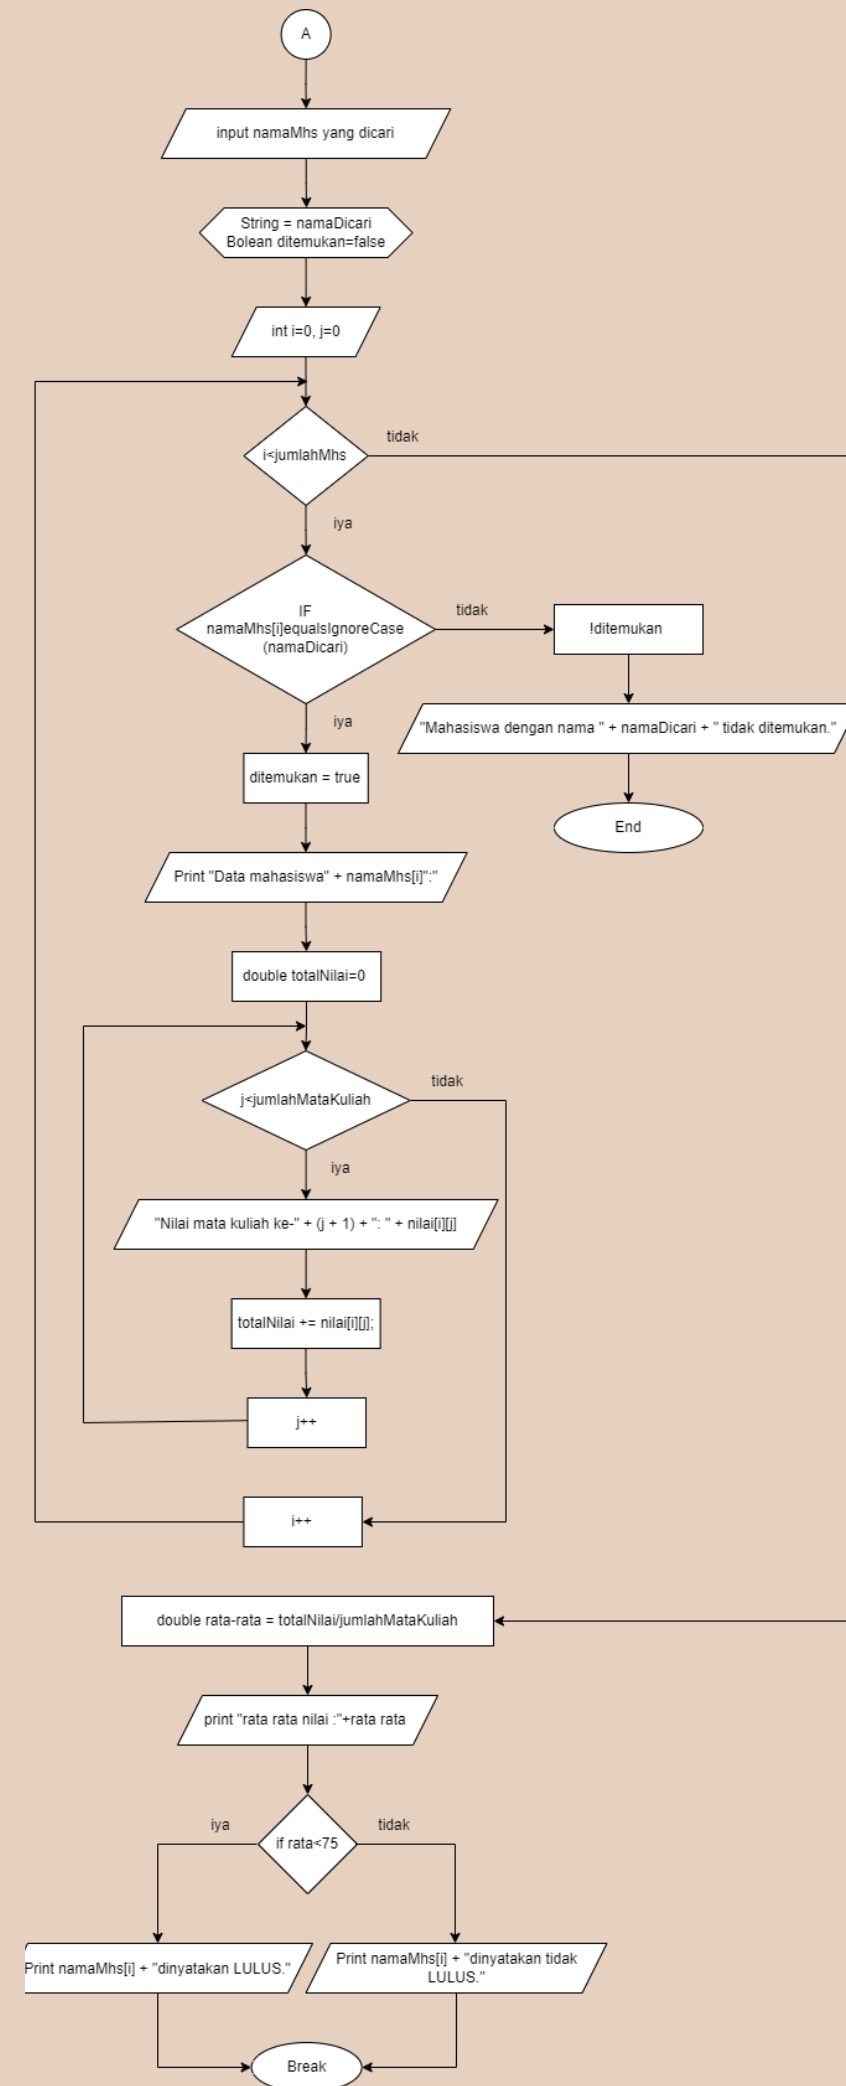 A
input namaMhs yang dicari
String = namaDicari
Bolean ditemukan=false
int i=0, j=0
i<jumlahMhs
tidak
iya
IF
namaMhs[i]equalsIgnoreCase
(namaDicari)
tidak
!ditemukan
iya
"Mahasiswa dengan nama " + namaDicari + " tidak ditemukan."
ditemukan = true
End
Print "Data mahasiswa" + namaMhs[i]":"
double totalNilai=0
j<jumlahMataKuliah
tidak
iya
"Nilai mata kuliah ke-" + (j + 1) + ": " + nilai[i][j]
totalNilai += nilai[i][j];
j++
i++
double rata-rata = totalNilai/jumlahMataKuliah
print "rata rata nilai :"+rata rata
iya
tidak
if rata<75
Print namaMhs[i] + "dinyatakan LULUS."
Print namaMhs[i] + "dinyatakan tidak
LULUS."
Break